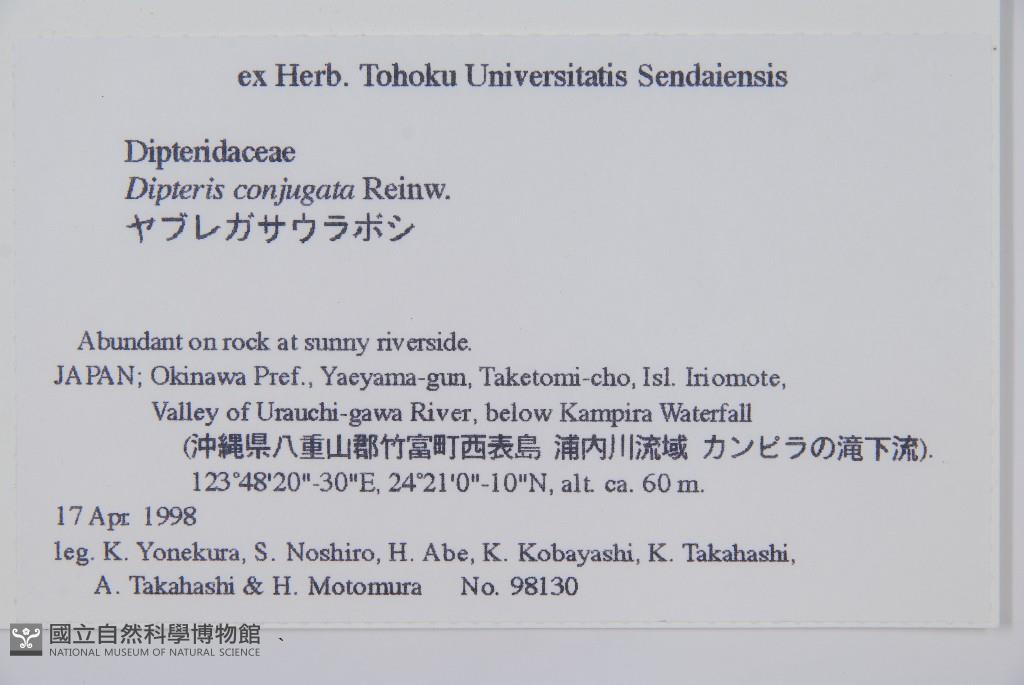 ex Herb. Tohoku Universitatis Sendaiensis
Dipteridaceae
Dipteris conjugata Reinw.
ヤブレガサウラボシ
Abundant on rock at sunny riverside.
JAPAN; Okinawa Pref., Yaeyama-gun, Taketomi-cho, Isl. Iriomote,
Valley of Urauchi-gawa River, below Kampira Waterfall
(沖縄県八重山郡竹富町西表島 浦内川流域 カンピラの滝下流).
123°48'20"-30"E, 24°21'0"-10"N, alt. ca. 60 m.
17 Apr. 1998
leg. K. Yonekura, S. Noshiro, H. Abe, K. Kobayashi, K. Takahashi,
A. Takahashi & H. Motomura No. 98130
國立自然科學博物館
NATIONAL MUSEUM OF NATURAL SCIENCE